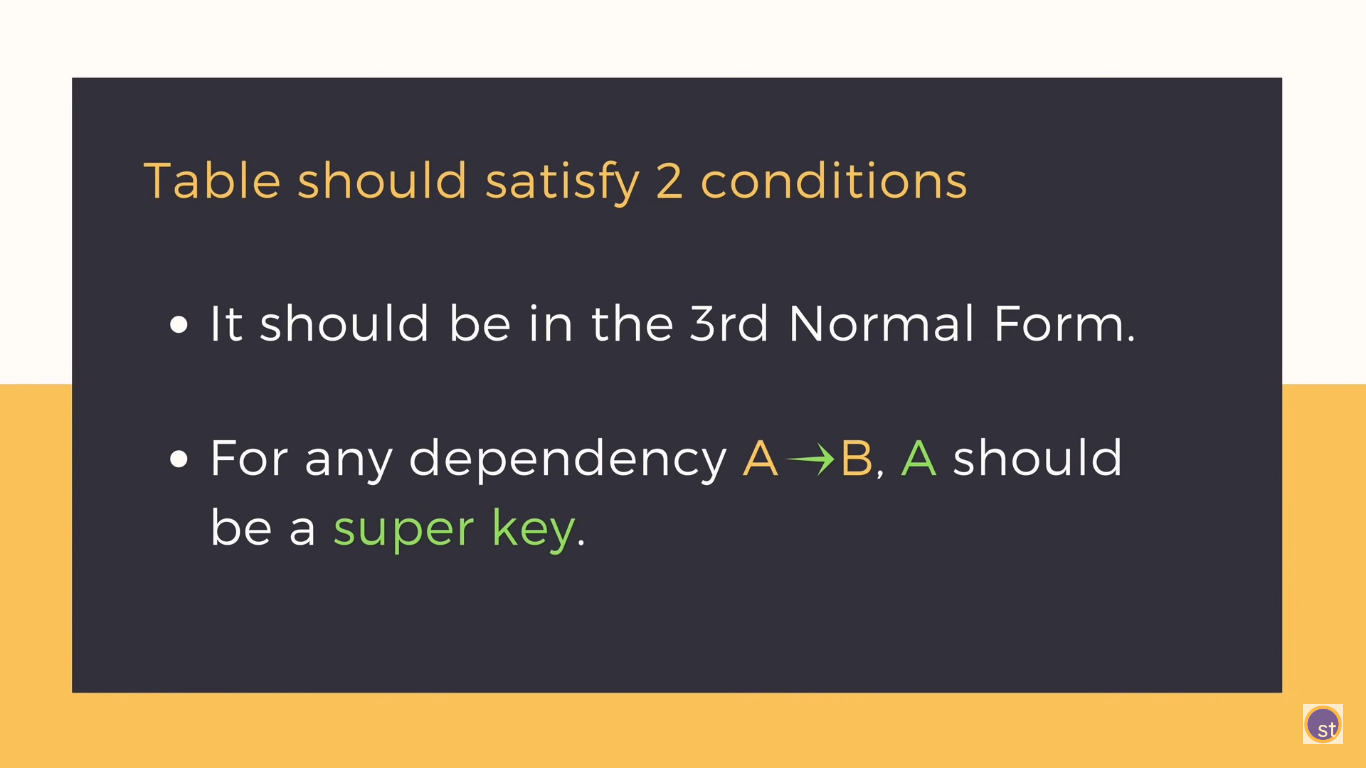 Table should satisfy 2 conditions
• It should be in the 3rd Normal Form.
• For any dependency A→B, A should
be a super key.
st